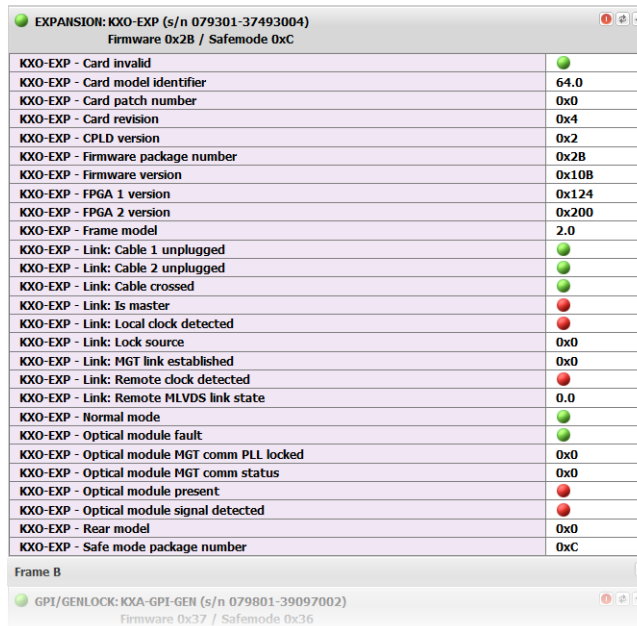 EXPANSION: KXO-EXP (s/n 079301-37493004)
Firmware 0x2B / Safemode 0xC
KXO-EXP - Card invalid
KXO-EXP - Card model identifier 64.0
KXO-EXP - Card patch number 0x0
KXO-EXP - Card revision 0x4
KXO-EXP - CPLD version 0x2
KXO-EXP - Firmware package number 0x2B
KXO-EXP - Firmware version 0x10B
KXO-EXP - FPGA 1 version 0x124
KXO-EXP - FPGA 2 version 0x200
KXO-EXP - Frame model 2.0
KXO-EXP - Link: Cable 1 unplugged
KXO-EXP - Link: Cable 2 unplugged
KXO-EXP - Link: Cable crossed
KXO-EXP - Link: Is master
KXO-EXP - Link: Local clock detected
KXO-EXP - Link: Lock source 0x0
KXO-EXP - Link: MGT link established 0x0
KXO-EXP - Link: Remote clock detected
KXO-EXP - Link: Remote MLVDS link state 0.0
KXO-EXP - Normal mode
KXO-EXP - Optical module fault
KXO-EXP - Optical module MGT comm PLL locked 0x0
KXO-EXP - Optical module MGT comm status 0x0
KXO-EXP - Optical module present
KXO-EXP - Optical module signal detected
KXO-EXP - Rear model 0x0
KXO-EXP - Safe mode package number 0xC
Frame B
GPI/GENLOCK: KXA-GPI-GEN (s/n 079801-39097002)
Firmware 0x37 / Safemode 0x36